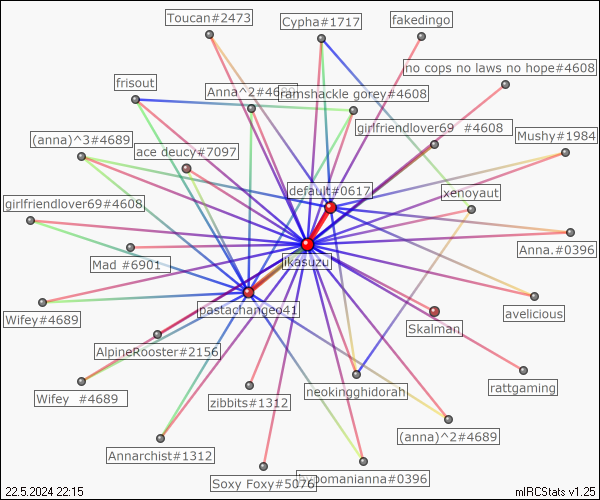 Toucan#2473
Cypha#1717
fakedingo
no cops no laws no hope#4608
frisout
Anna^2#4689
ramshackle gorey#4608
girlfriendlover69 #4608
Mushy#1984
(anna)^3#4689
ace deucy#7097
default#0617
xenoyaut
girlfriendlover69#4608
Anna.#0396
ikasuzu
Mad #6901
avelicious
Wifey#4689
pastachangeo41
Skalman
AlpineRooster#2156
neokingghidorah
rattgaming
Wifey #4689
zibbits#1312
(anna)^2#4689
Annarchist#1312
Soxy Foxy#5076
hypomanianna#0396
22.5.2024 22:15
mIRCStats v1.25